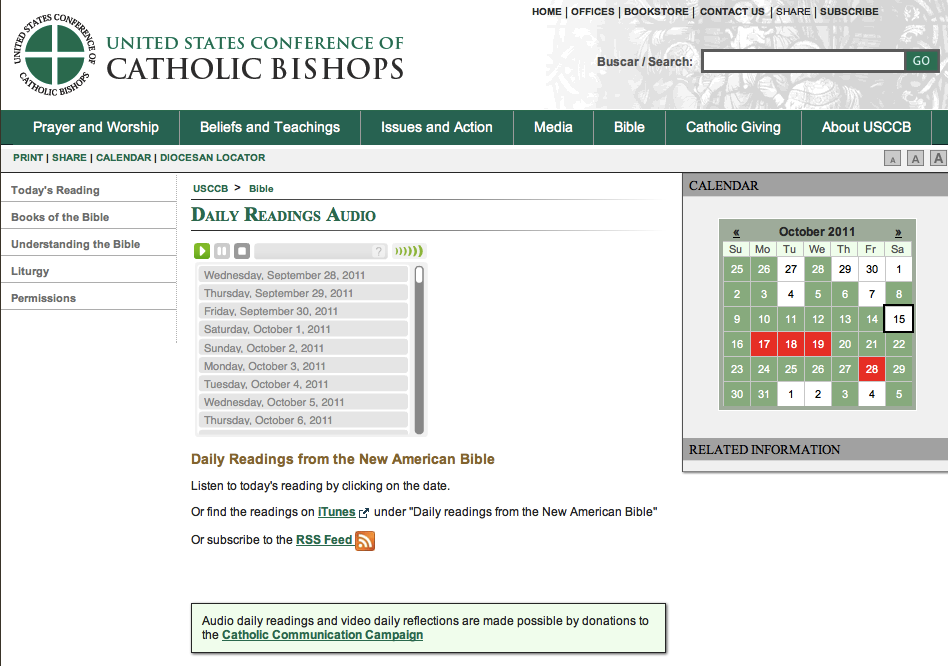 HOME | OFFICES | BOOKSTORE | CONTACT US | SHARE | SUBSCRIBE
UNITED STATES CONFERENCE OF CATHOLIC BISHOPS
UNITED STATES CONFERENCE OF
CATHOLIC BISHOPS
Buscar / Search:
GO
Prayer and Worship
Beliefs and Teachings
Issues and Action
Media
Bible
Catholic Giving
About USCCB
PRINT | SHARE | CALENDAR | DIOCESAN LOCATOR
A A A
Today's Reading
Books of the Bible
Understanding the Bible
Liturgy
Permissions
USCCB > Bible
DAILY READINGS AUDIO
?
Wednesday, September 28, 2011
Thursday, September 29, 2011
Friday, September 30, 2011
Saturday, October 1, 2011
Sunday, October 2, 2011
Monday, October 3, 2011
Tuesday, October 4, 2011
Wednesday, October 5, 2011
Thursday, October 6, 2011
Daily Readings from the New American Bible
Listen to today's reading by clicking on the date.
Or find the readings on iTunes under "Daily readings from the New American Bible"
Or subscribe to the RSS Feed
Audio daily readings and video daily reflections are made possible by donations to
the Catholic Communication Campaign
CALENDAR
« October 2011 »
Su Mo Tu We Th Fr Sa
25 26 27 28 29 30 1
2 3 4 5 6 7 8
9 10 11 12 13 14 15
16 17 18 19 20 21 22
23 24 25 26 27 28 29
30 31 1 2 3 4 5
RELATED INFORMATION